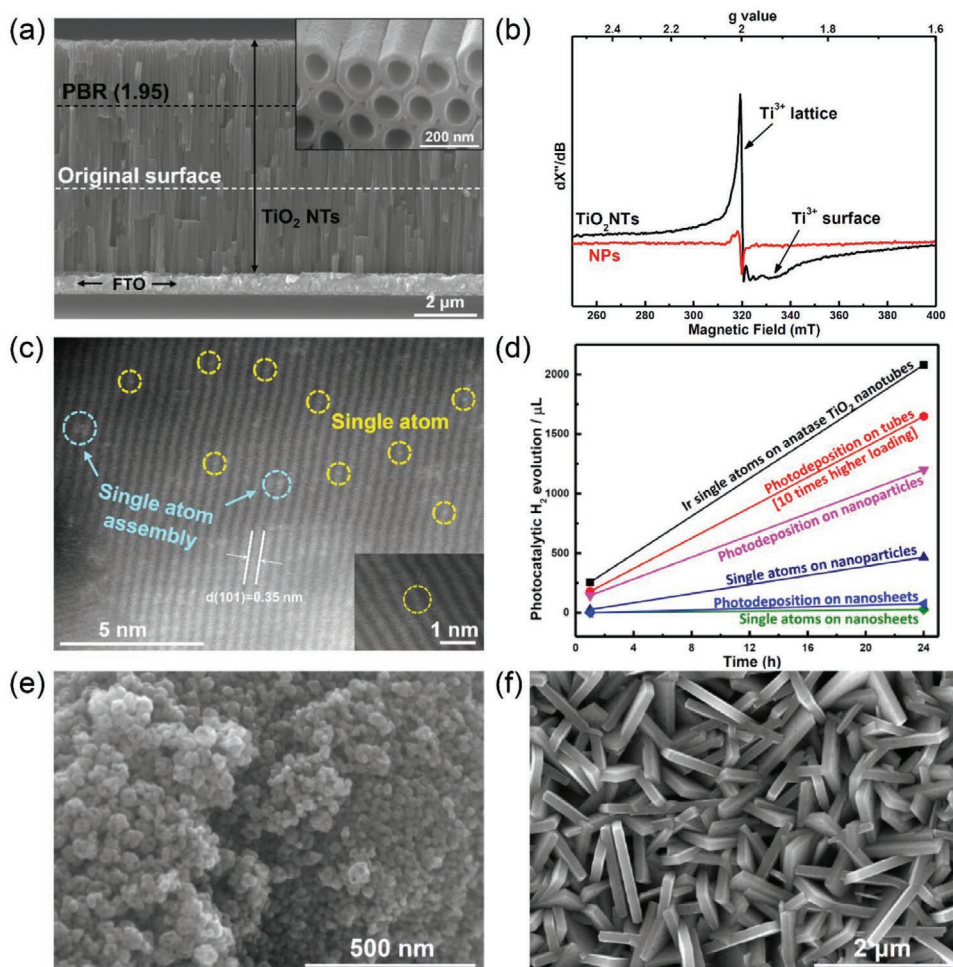 (a)
PBR (1.95)
Original surface
TiO₂ NTs
FTO
2 µm
200 nm
(b)
g value
2.4 2.2 2 1.8 1.6
dX"/dB
Ti³⁺ lattice
TiO₂NTs
Ti³⁺ surface
NPs
260 280 300 320 340 360 380 400
Magnetic Field (mT)
(c)
Single atom
Single atom
assembly
d(101)=0.35 nm
5 nm
1 nm
(d)
Photocatalytic H₂ evolution / µL
2000
1500
1000
500
0
Ir single atoms on anatase TiO₂ nanotubes
Photodeposition on tubes
[10 times higher loading]
Photodeposition on nanoparticles
Single atoms on nanoparticles
Photodeposition on nanosheets
Single atoms on nanosheets
0 4 8 12 16 20 24
Time (h)
(e)
500 nm
(f)
2 µm